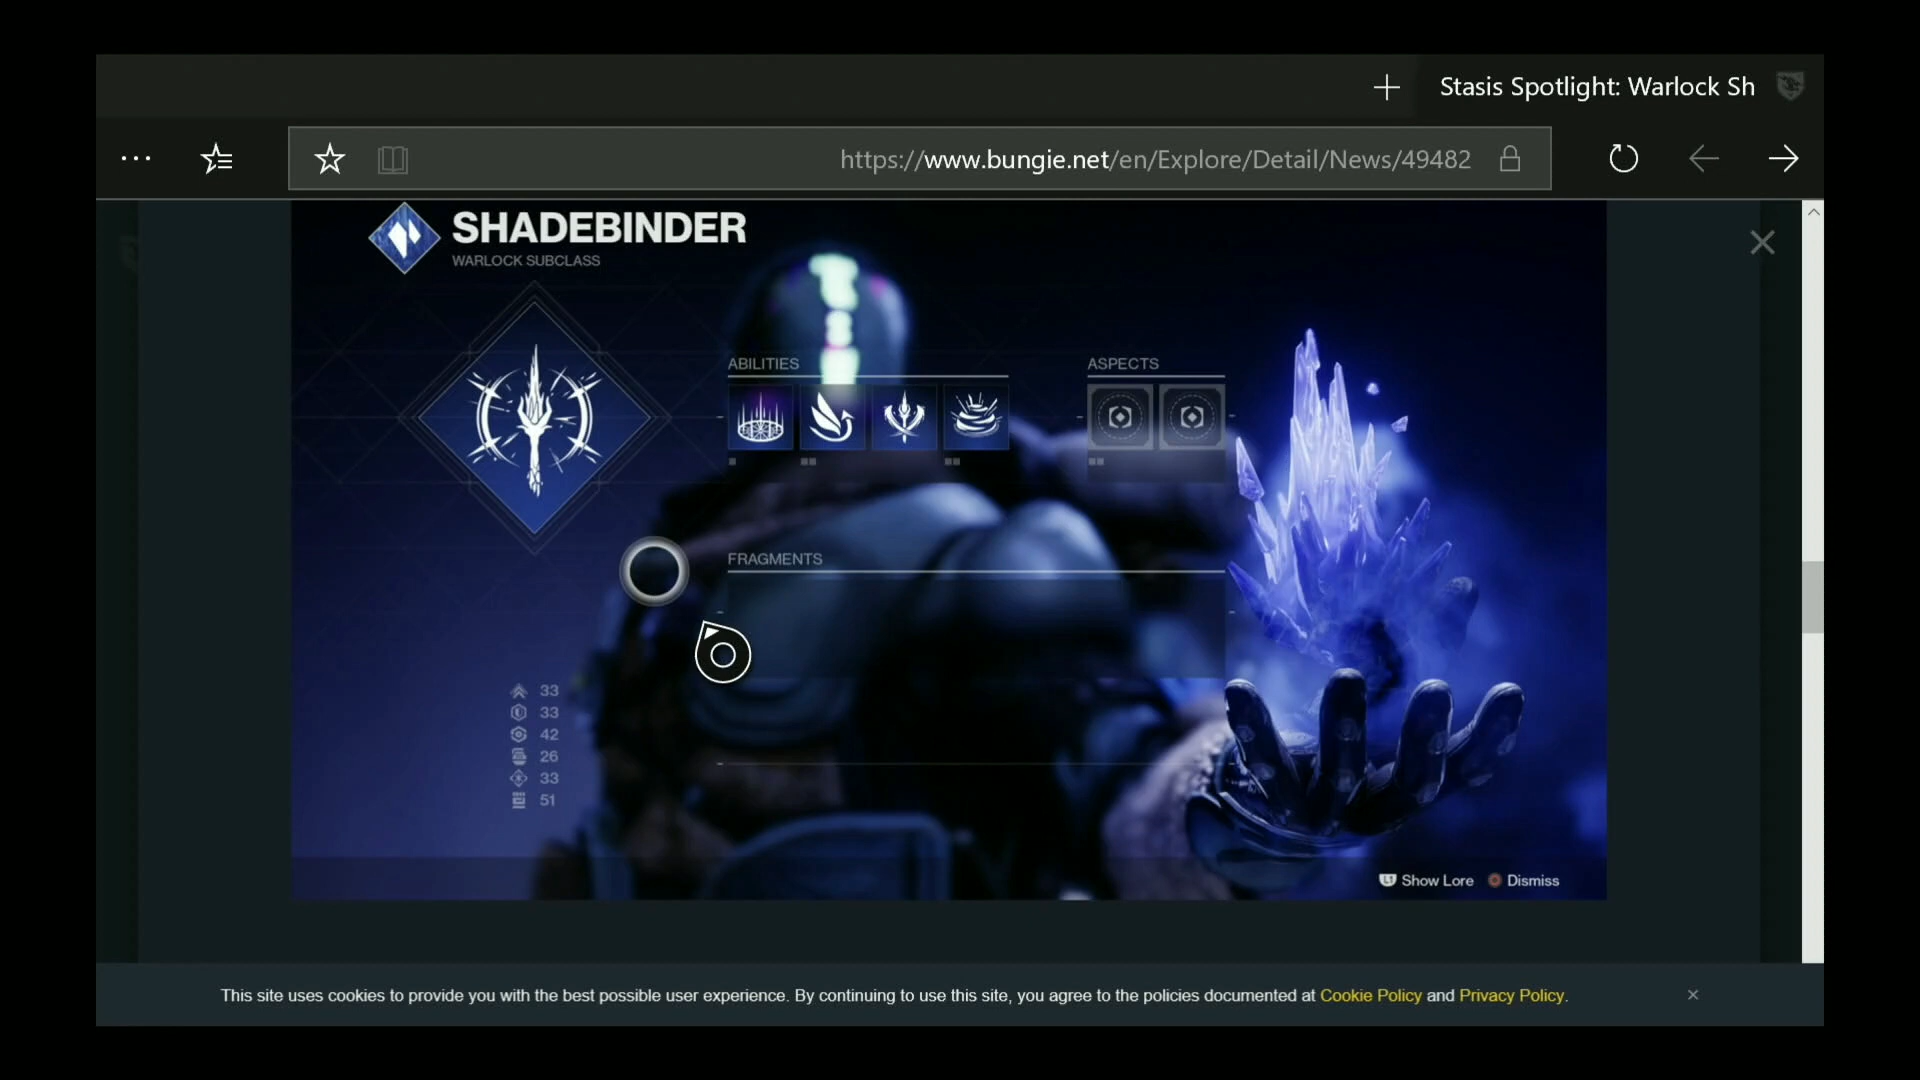 Stasis Spotlight: Warlock Sh
https://www.bungie.net/en/Explore/Detail/News/49482
SHADEBINDER
WARLOCK SUBCLASS
ABILITIES
ASPECTS
FRAGMENTS
33
33
42
26
33
51
L1 Show Lore Dismiss
This site uses cookies to provide you with the best possible user experience. By continuing to use this site, you agree to the policies documented at Cookie Policy and Privacy Policy.